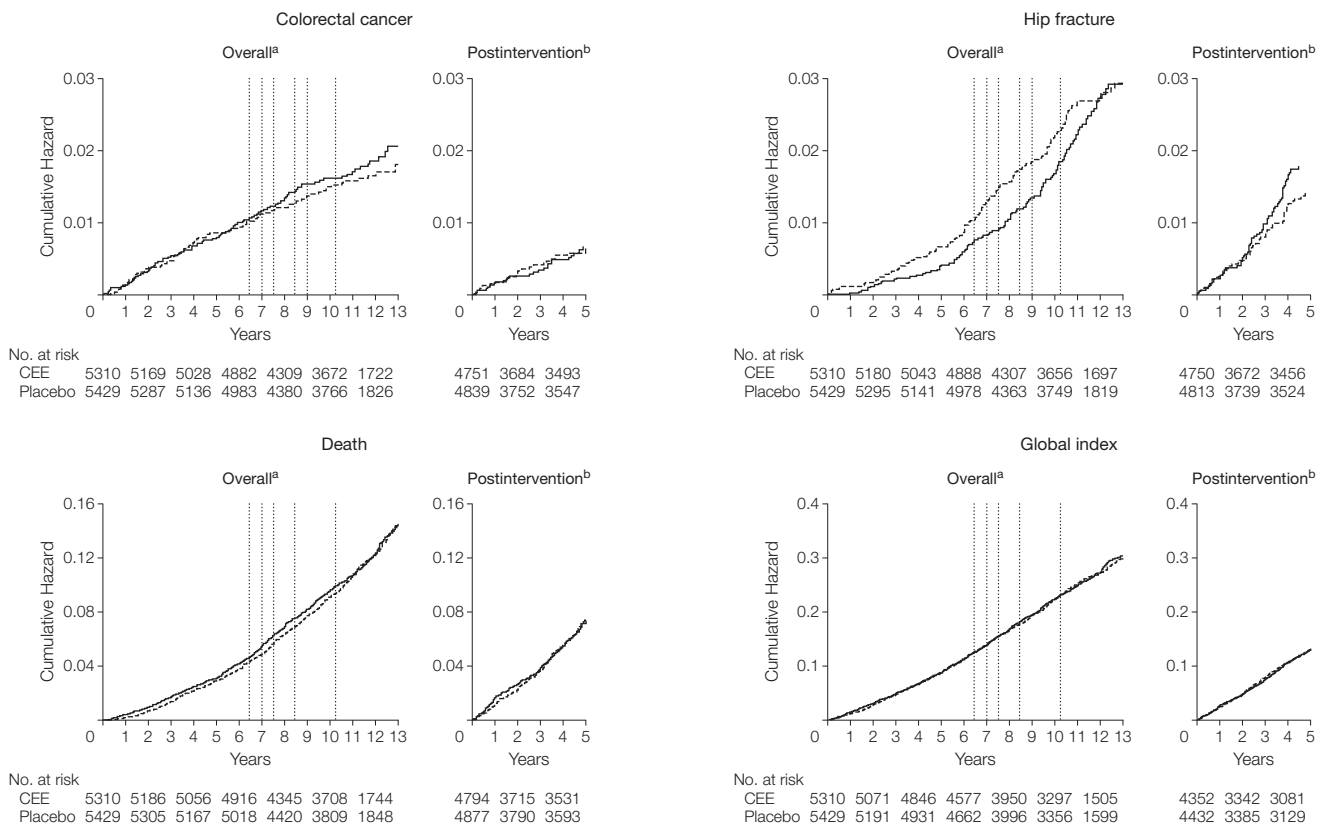 Colorectal cancer
Overallᵃ
Postinterventionᵇ
Cumulative Hazard
0.03
0.02
0.01
0 1 2 3 4 5 6 7 8 9 10 11 12 13
Years
0.03
0.02
0.01
0 1 2 3 4 5
Years
No. at risk
CEE 5310 5169 5028 4882 4309 3672 1722 4751 3684 3493
Placebo 5429 5287 5136 4983 4380 3766 1826 4839 3752 3547
Hip fracture
Overallᵃ
Postinterventionᵇ
Cumulative Hazard
0.03
0.02
0.01
0 1 2 3 4 5 6 7 8 9 10 11 12 13
Years
0.03
0.02
0.01
0 1 2 3 4 5
Years
No. at risk
CEE 5310 5180 5043 4888 4307 3656 1697 4750 3672 3456
Placebo 5429 5295 5141 4978 4363 3749 1819 4813 3739 3524
Death
Overallᵃ
Postinterventionᵇ
Cumulative Hazard
0.16
0.12
0.08
0.04
0 1 2 3 4 5 6 7 8 9 10 11 12 13
Years
0.16
0.12
0.08
0.04
0 1 2 3 4 5
Years
No. at risk
CEE 5310 5186 5056 4916 4345 3708 1744 4794 3715 3531
Placebo 5429 5305 5167 5018 4420 3809 1848 4877 3790 3593
Global index
Overallᵃ
Postinterventionᵇ
Cumulative Hazard
0.4
0.3
0.2
0.1
0 1 2 3 4 5 6 7 8 9 10 11 12 13
Years
0.4
0.3
0.2
0.1
0 1 2 3 4 5
Years
No. at risk
CEE 5310 5071 4846 4577 3950 3297 1505 4352 3342 3081
Placebo 5429 5191 4931 4662 3996 3356 1599 4432 3385 3129